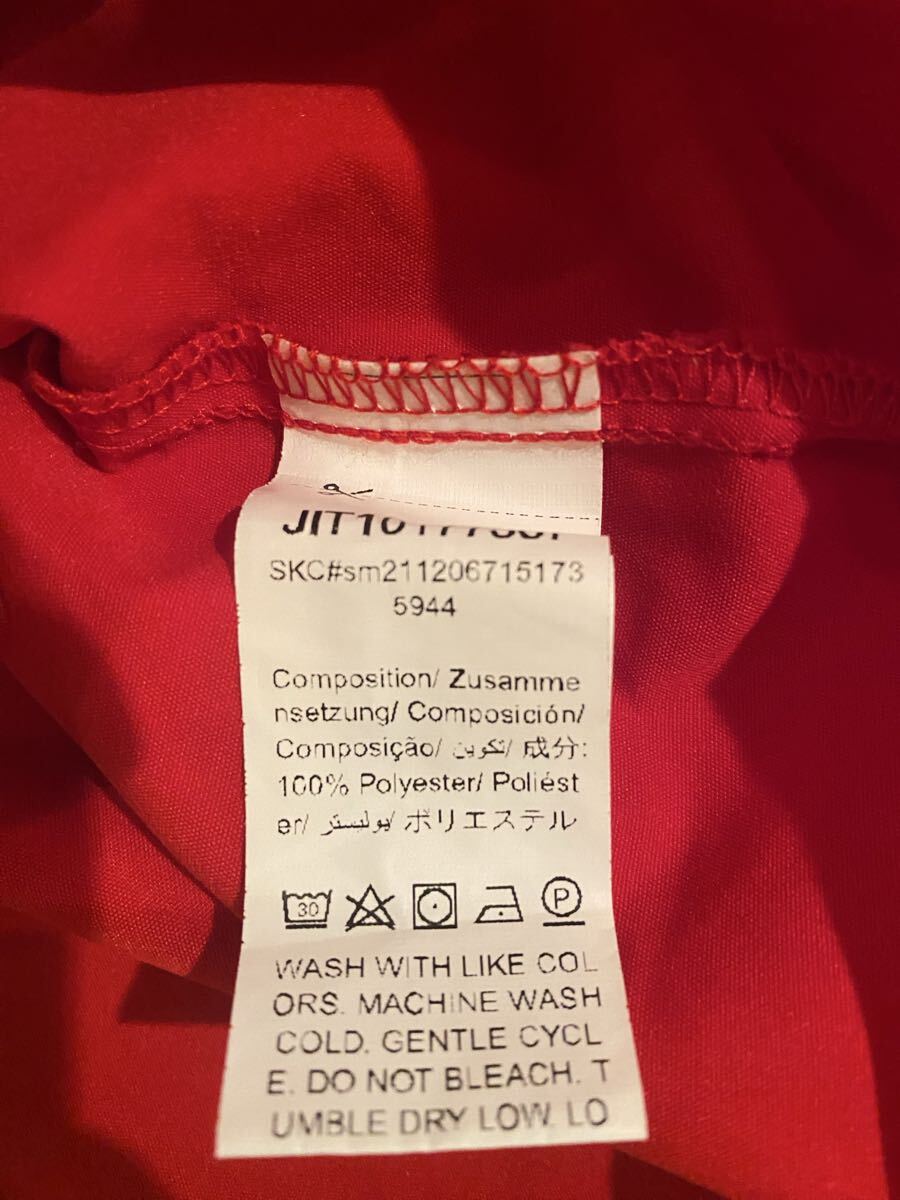 SKC#sm211206715173
5944
Composition/ Zusamme
nsetzung/ Composición/
Composição/ تكوين/ 成分:
100% Polyester/ Poliést
er/ بوليستر/ ポリエステル
30 P
WASH WITH LIKE COL
ORS. MACHINE WASH
COLD. GENTLE CYCL
E. DO NOT BLEACH. T
UMBLE DRY LOW. LO